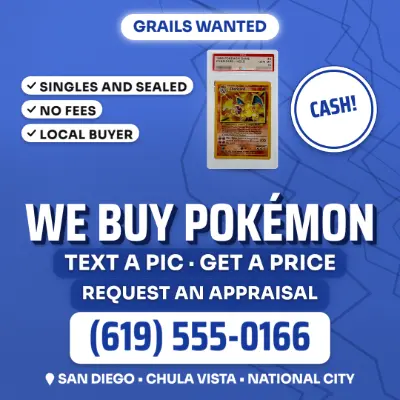 GRAILS WANTED
SINGLES AND SEALED
NO FEES
LOCAL BUYER
CASH!
WE BUY POKÉMON
TEXT A PIC · GET A PRICE
REQUEST AN APPRAISAL
(619) 555-0166
SAN DIEGO • CHULA VISTA • NATIONAL CITY